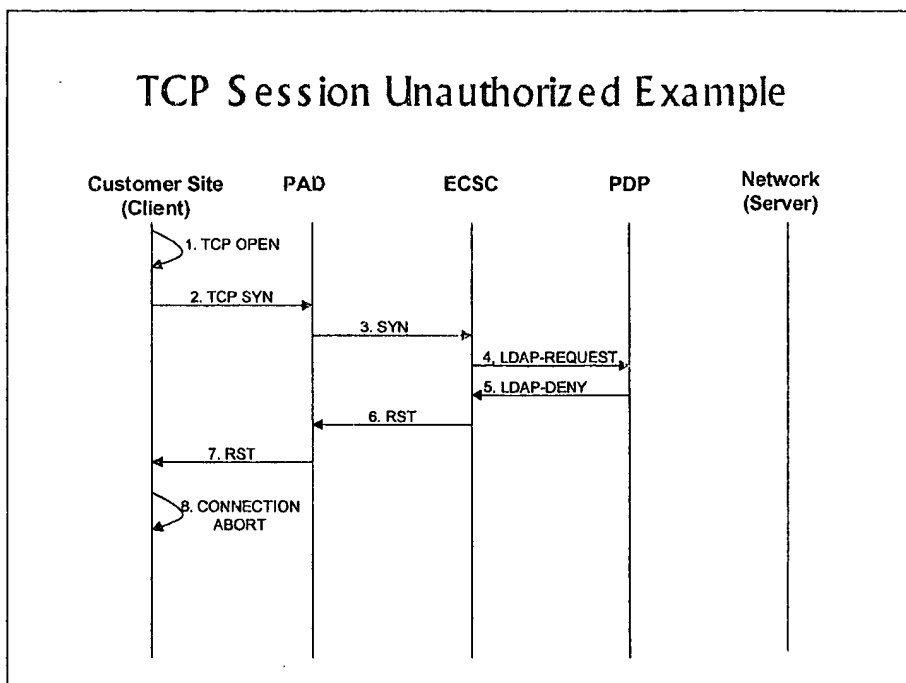 TCP Session Unauthorized Example
Customer Site
(Client)
PAD
ECSC
PDP
Network
(Server)
1. TCP OPEN
2. TCP SYN
3. SYN
4. LDAP-REQUEST
5. LDAP-DENY
6. RST
7. RST
8. CONNECTION
ABORT